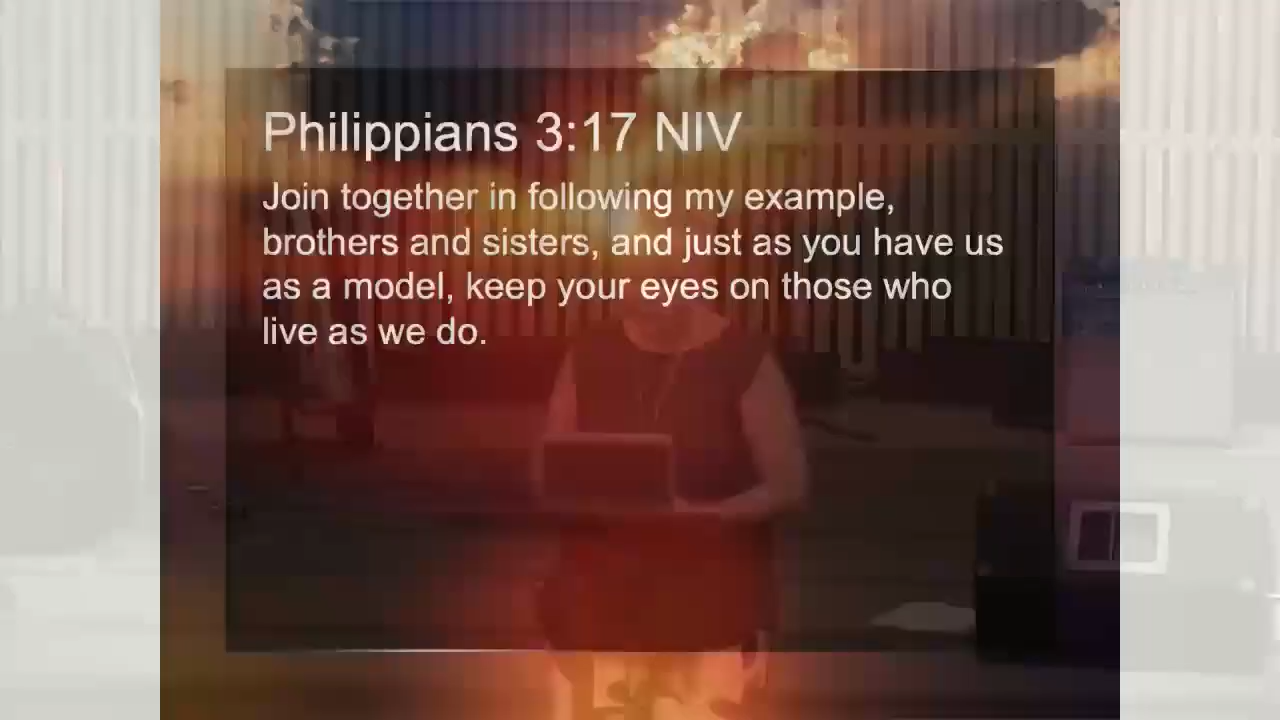 Philippians 3:17 NIV
Join together in following my example,
brothers and sisters, and just as you have us
as a model, keep your eyes on those who
live as we do.